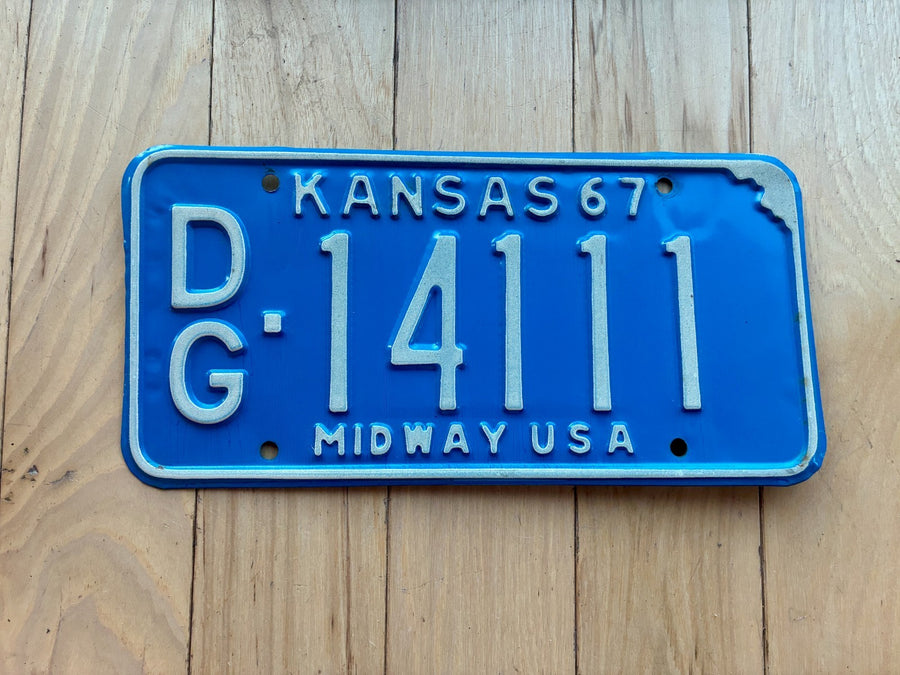 KANSAS 67
DG·14111
MIDWAY USA